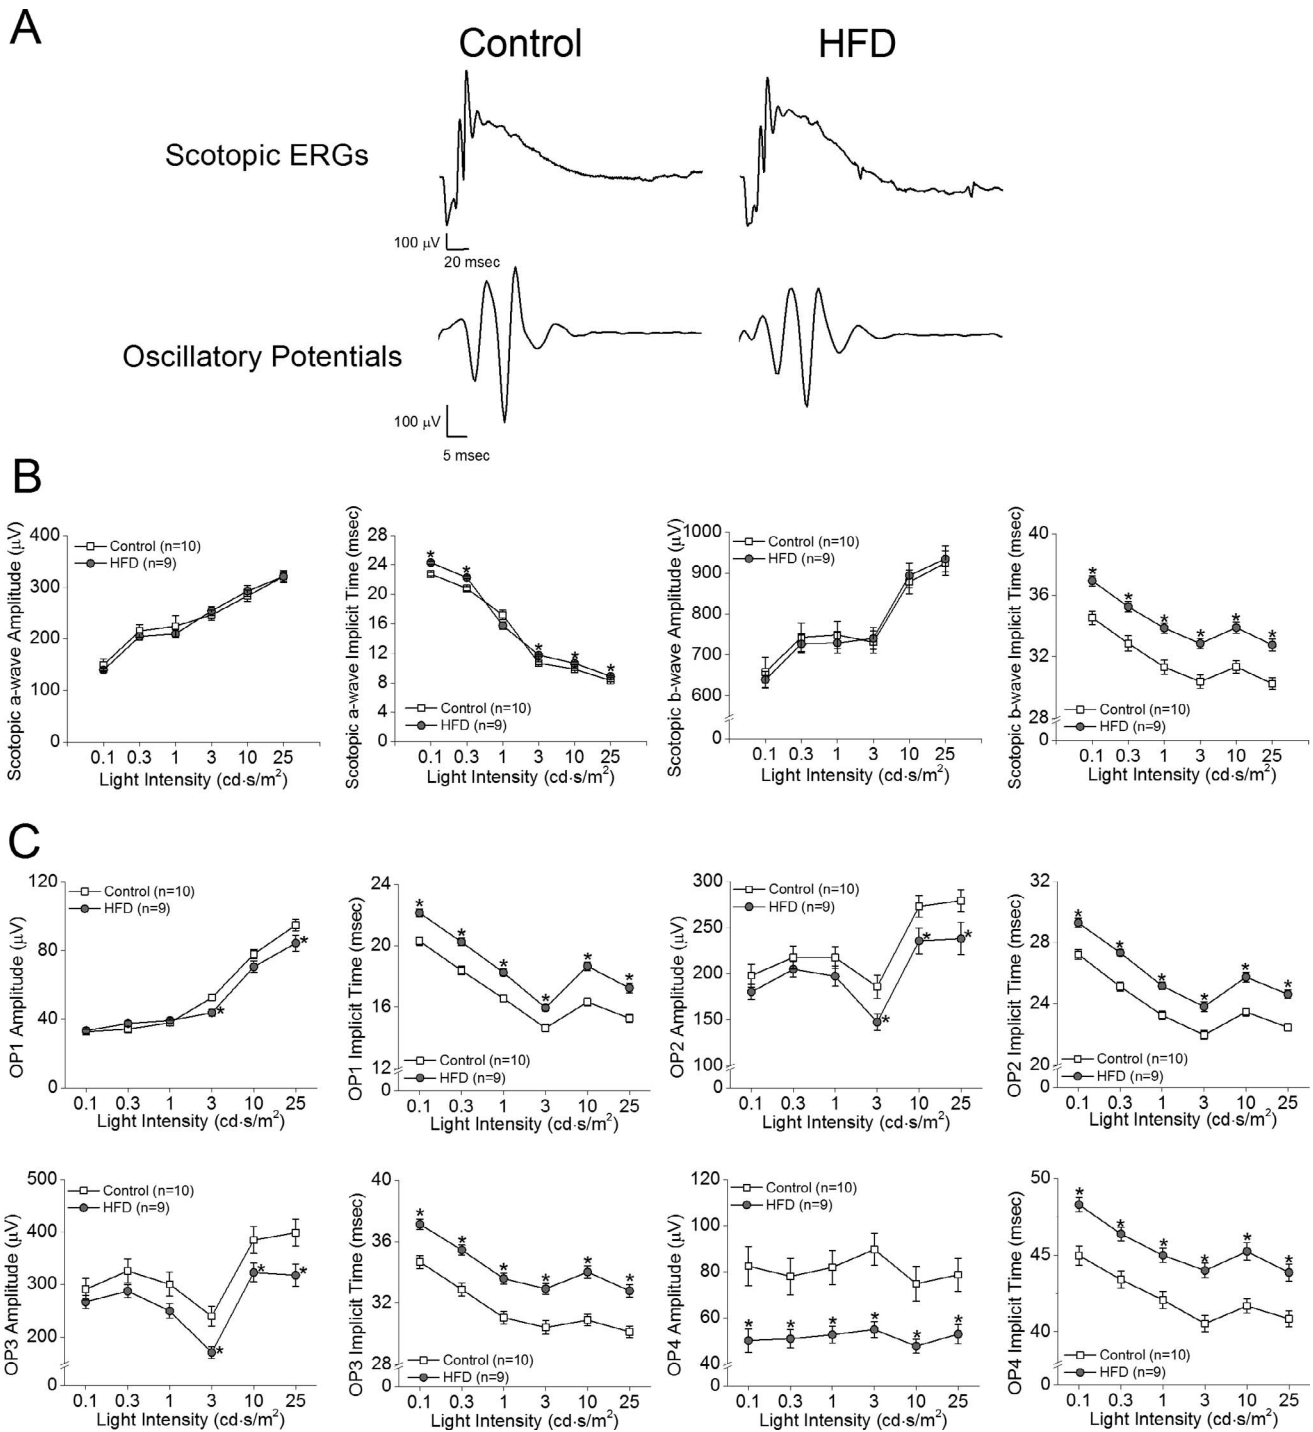 A
Control
HFD
Scotopic ERGs
100 μV
20 msec
Oscillatory Potentials
100 μV
5 msec
B
Scotopic a-wave Amplitude (μV)
400
300
200
100
0
Control (n=10)
HFD (n=9)
0.1 0.3 1 3 10 25
Light Intensity (cd·s/m²)
Scotopic a-wave Implicit Time (msec)
28
24
20
16
12
8
4
0
* * * * *
Control (n=10)
HFD (n=9)
0.1 0.3 1 3 10 25
Light Intensity (cd·s/m²)
Scotopic b-wave Amplitude (μV)
1000
900
800
700
600
0
Control (n=10)
HFD (n=9)
0.1 0.3 1 3 10 25
Light Intensity (cd·s/m²)
Scotopic b-wave Implicit Time (msec)
40
36
32
28
0
* * * * * *
Control (n=10)
HFD (n=9)
0.1 0.3 1 3 10 25
Light Intensity (cd·s/m²)
C
OP1 Amplitude (μV)
120
80
40
0
Control (n=10)
HFD (n=9)
* *
0.1 0.3 1 3 10 25
Light Intensity (cd·s/m²)
OP1 Implicit Time (msec)
24
20
16
12
0
* * * * * *
Control (n=10)
HFD (n=9)
0.1 0.3 1 3 10 25
Light Intensity (cd·s/m²)
OP2 Amplitude (μV)
300
250
200
150
100
0
Control (n=10)
HFD (n=9)
* * *
0.1 0.3 1 3 10 25
Light Intensity (cd·s/m²)
OP2 Implicit Time (msec)
32
28
24
20
0
* * * * * *
Control (n=10)
HFD (n=9)
0.1 0.3 1 3 10 25
Light Intensity (cd·s/m²)
OP3 Amplitude (μV)
500
400
300
200
0
Control (n=10)
HFD (n=9)
* * *
0.1 0.3 1 3 10 25
Light Intensity (cd·s/m²)
OP3 Implicit Time (msec)
40
36
32
28
0
* * * * * *
Control (n=10)
HFD (n=9)
0.1 0.3 1 3 10 25
Light Intensity (cd·s/m²)
OP4 Amplitude (μV)
120
100
80
60
40
0
Control (n=10)
HFD (n=9)
* * * * * *
0.1 0.3 1 3 10 25
Light Intensity (cd·s/m²)
OP4 Implicit Time (msec)
50
45
40
0
* * * * * *
Control (n=10)
HFD (n=9)
0.1 0.3 1 3 10 25
Light Intensity (cd·s/m²)